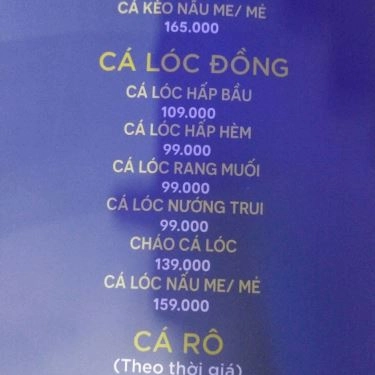 CÁ KÈO NẤU ME/ MẺ
165.000
CÁ LÓC ĐỒNG
CÁ LÓC HẤP BẦU
109.000
CÁ LÓC HẤP HÈM
99.000
CÁ LÓC RANG MUỐI
99.000
CÁ LÓC NƯỚNG TRUI
99.000
CHÁO CÁ LÓC
139.000
CÁ LÓC NẤU ME/ MẺ
159.000
CÁ RÔ
(Theo thời giá)